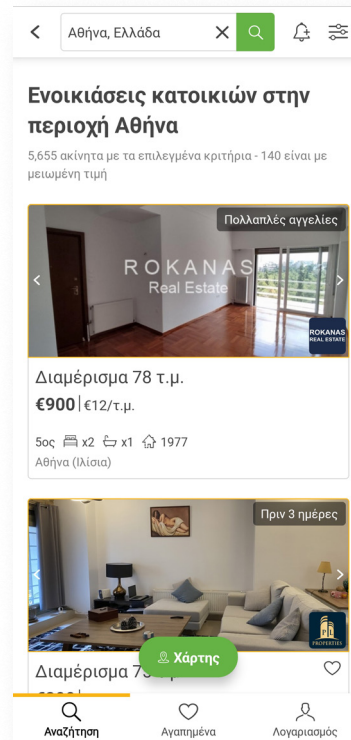 Αθήνα, Ελλάδα
Ενοικιάσεις κατοικιών στην
περιοχή Αθήνα
5,655 ακίνητα με τα επιλεγμένα κριτήρια - 140 είναι με
μειωμένη τιμή
Πολλαπλές αγγελίες
ROKANAS
Real Estate
ROKANAS
REAL ESTATE
Διαμέρισμα 78 τ.μ.
€900 €12/τ.μ.
5ος x2 x1 1977
Αθήνα (Ιλίσια)
Πριν 3 ημέρες
PROPERTIES
Διαμέρισμα
Χάρτης
Αναζήτηση
Αγαπημένα
Λογαριασμός